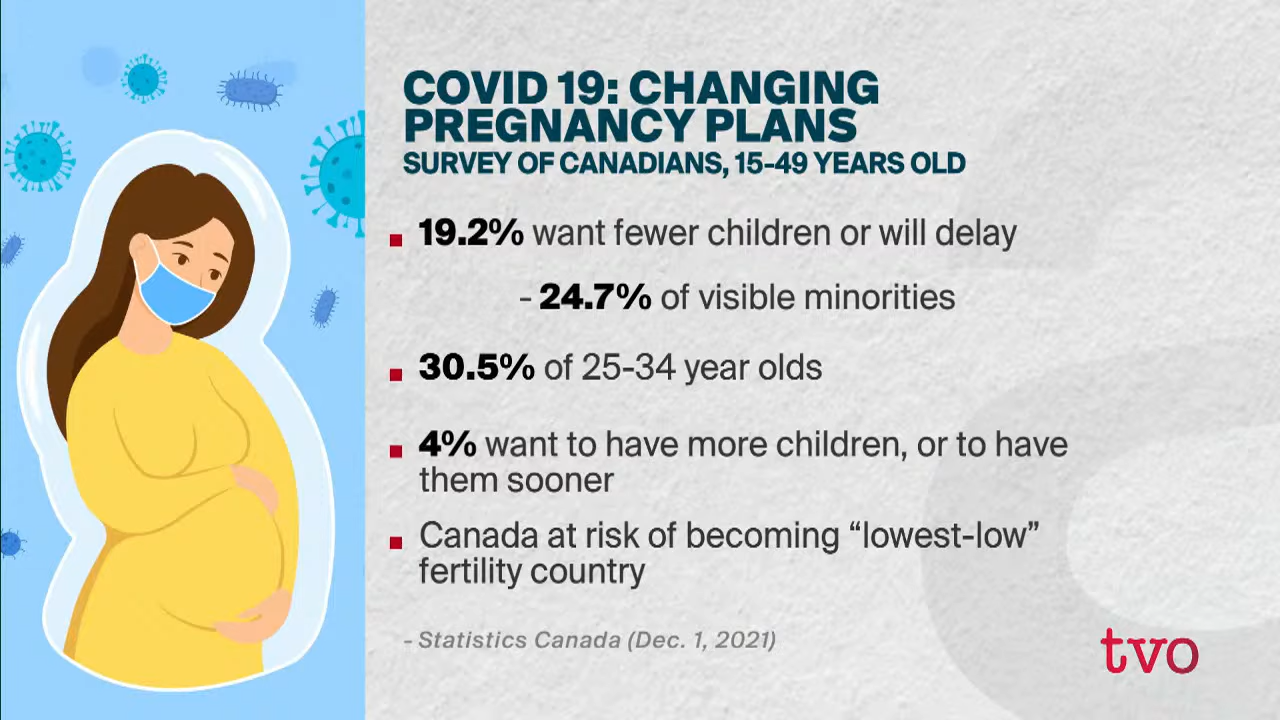 COVID 19: CHANGING
PREGNANCY PLANS
SURVEY OF CANADIANS, 15-49 YEARS OLD
19.2% want fewer children or will delay
- 24.7% of visible minorities
30.5% of 25-34 year olds
4% want to have more children, or to have
them sooner
Canada at risk of becoming “lowest-low”
fertility country
- Statistics Canada (Dec. 1, 2021)
tvo